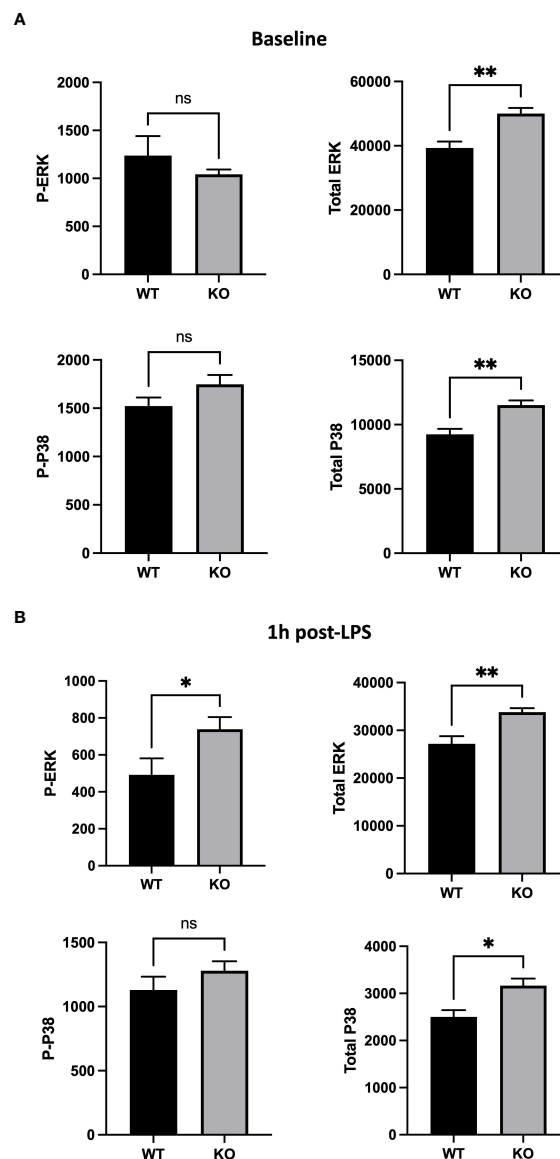 A
Baseline
2000
1500
1000
500
0
P-ERK
ns
WT KO
60000
40000
20000
0
Total ERK
**
WT KO
2000
1500
1000
500
0
P-P38
ns
WT KO
15000
10000
5000
0
Total P38
**
WT KO
B
1h post-LPS
1000
800
600
400
200
0
P-ERK
*
WT KO
40000
30000
20000
10000
0
Total ERK
**
WT KO
1500
1000
500
0
P-P38
ns
WT KO
4000
3000
2000
1000
0
Total P38
*
WT KO